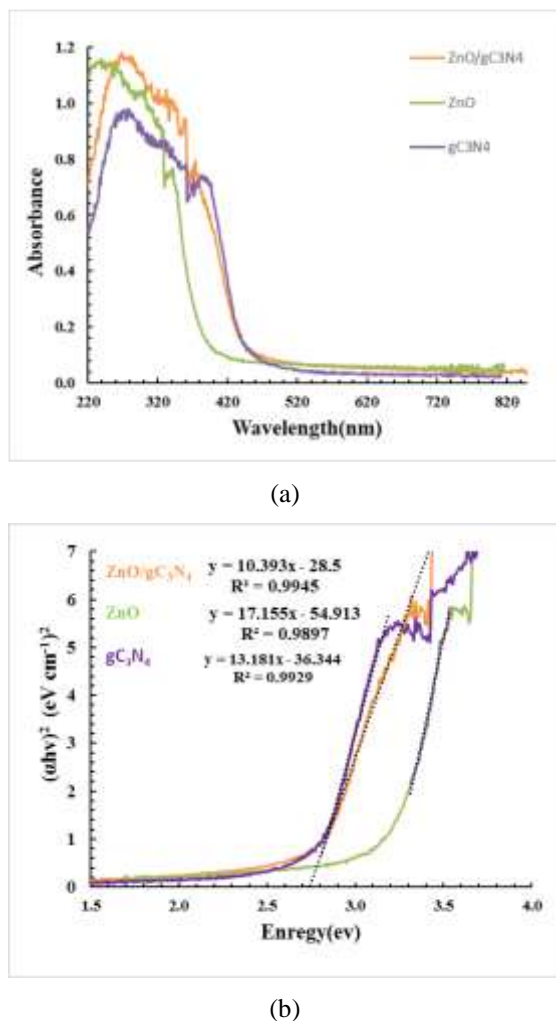 1.2
ZnO/gC3N4
1.0
ZnO
0.8
gC3N4
0.6
Absorbance
0.4
0.2
0.0
220 320 420 520 620 720 820
Wavelength(nm)
(a)
7
ZnO/gC₃N₄ y = 10.393x - 28.5
R² = 0.9945
6
ZnO y = 17.155x - 54.913
R² = 0.9897
5
gC₃N₄ y = 13.181x - 36.344
R² = 0.9929
4
(αhν)² (eV cm⁻¹)²
3
2
1
0
1.5 2.0 2.5 3.0 3.5 4.0
Enregy(ev)
(b)